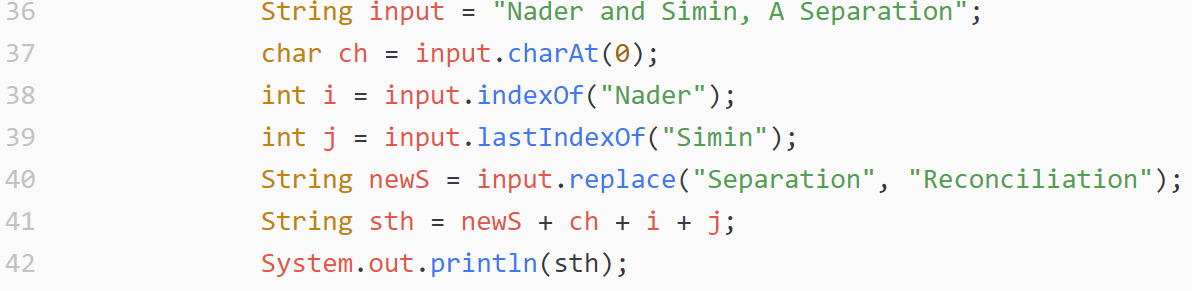 36 String input = "Nader and Simin, A Separation";
37 char ch = input.charAt(0);
38 int i = input.indexOf("Nader");
39 int j = input.lastIndexOf("Simin");
40 String newS = input.replace("Separation", "Reconciliation");
41 String sth = newS + ch + i + j;
42 System.out.println(sth);